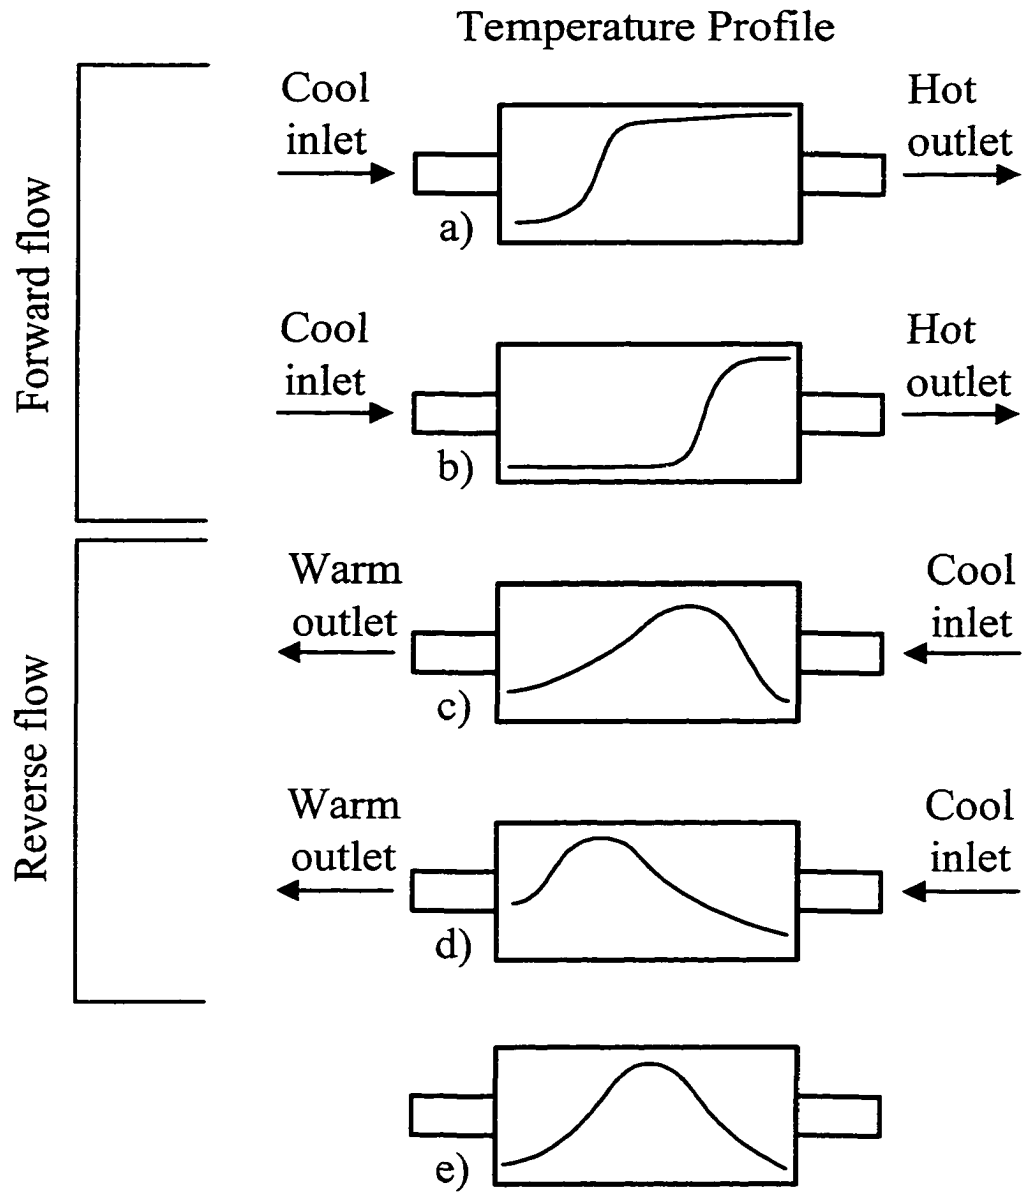 Temperature Profile
Forward flow
Cool
inlet
Hot
outlet
a)
Cool
inlet
Hot
outlet
b)
Reverse flow
Warm
outlet
Cool
inlet
c)
Warm
outlet
Cool
inlet
d)
e)